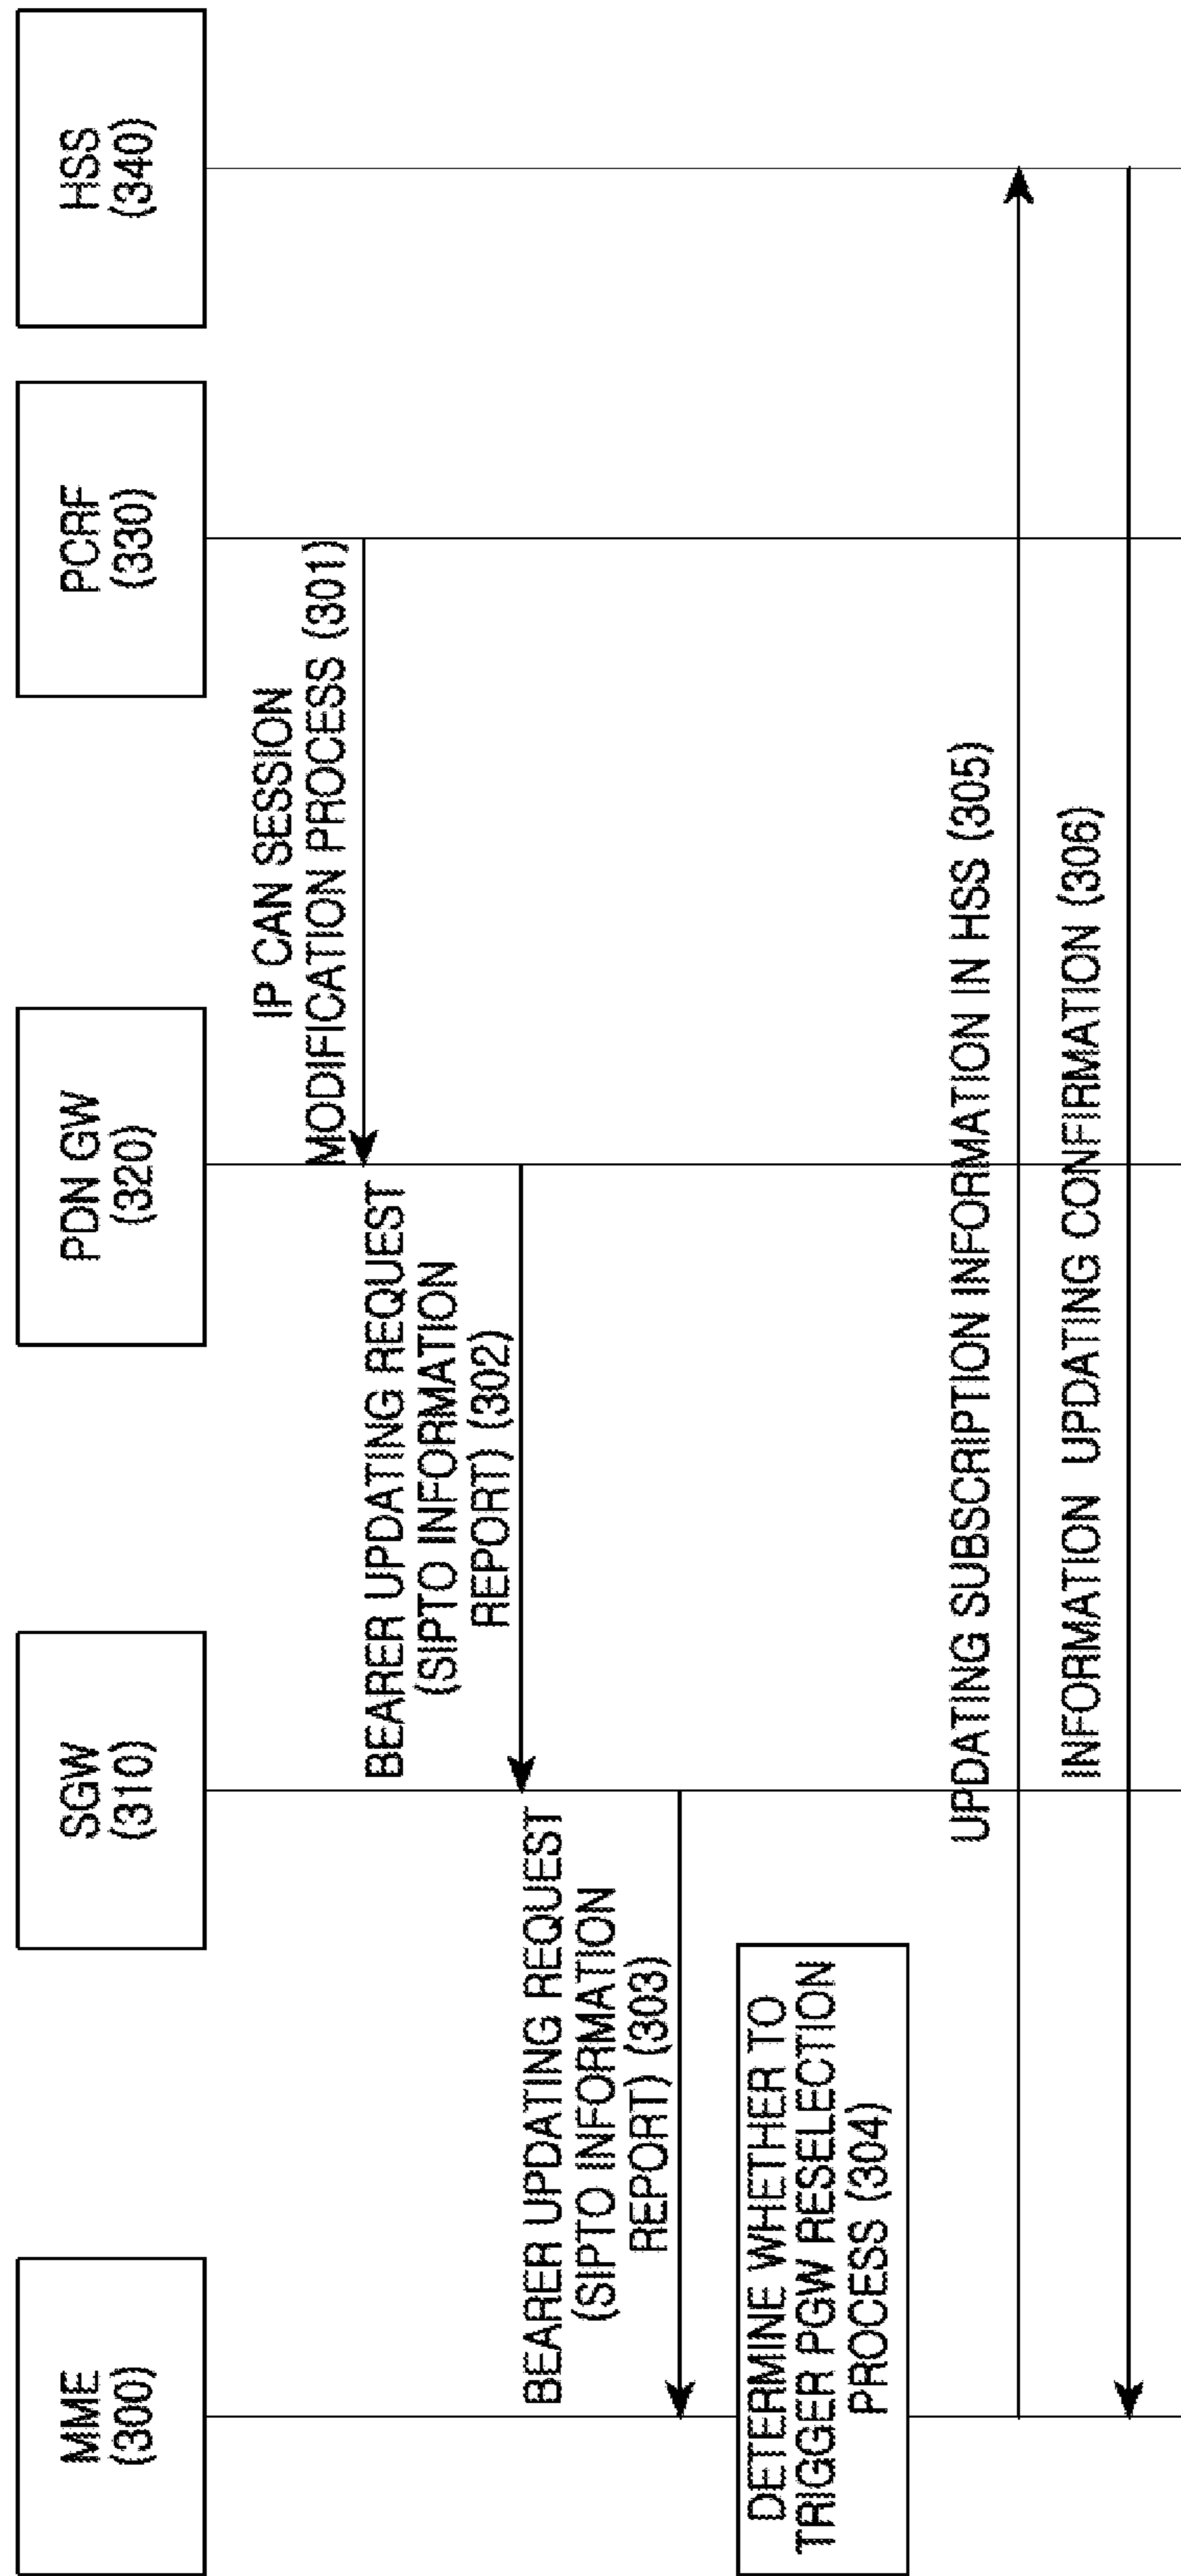 MME
(300)
SGW
(310)
PDN GW
(320)
PCRF
(330)
HSS
(340)
IP CAN SESSION
MODIFICATION PROCESS (301)
BEARER UPDATING REQUEST
(SIPTO INFORMATION
REPORT) (302)
BEARER UPDATING REQUEST
(SIPTO INFORMATION
REPORT) (303)
DETERMINE WHETHER TO
TRIGGER PGW RESELECTION
PROCESS (304)
UPDATING SUBSCRIPTION INFORMATION IN HSS (305)
INFORMATION UPDATING CONFIRMATION (306)